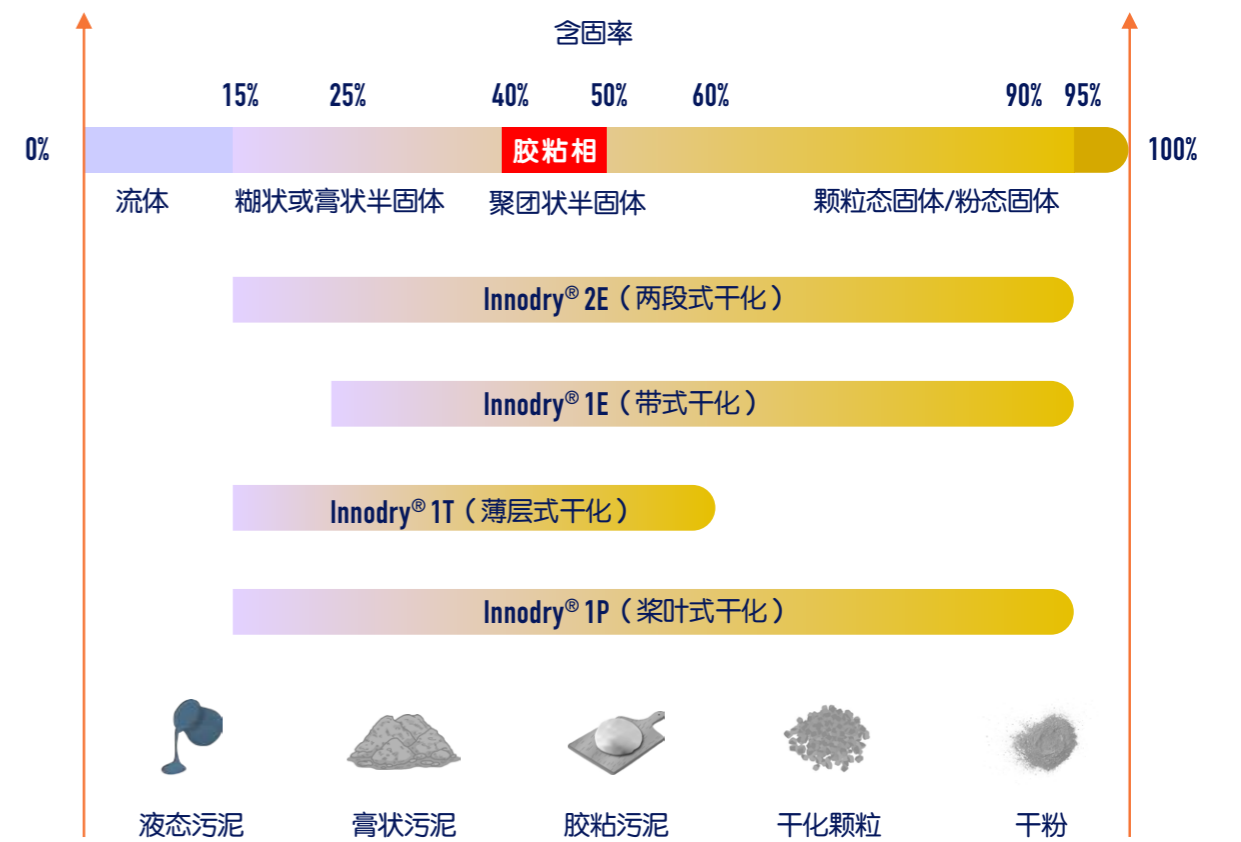 含固率
15% 25% 40% 50% 60% 90% 95%
0% 胶粘相 100%
流体 糊状或膏状半固体 聚团状半固体 颗粒态固体/粉态固体
Innodry® 2E（两段式干化）
Innodry® 1E（带式干化）
Innodry® 1T（薄层式干化）
Innodry® 1P（桨叶式干化）
液态污泥 膏状污泥 胶粘污泥 干化颗粒 干粉